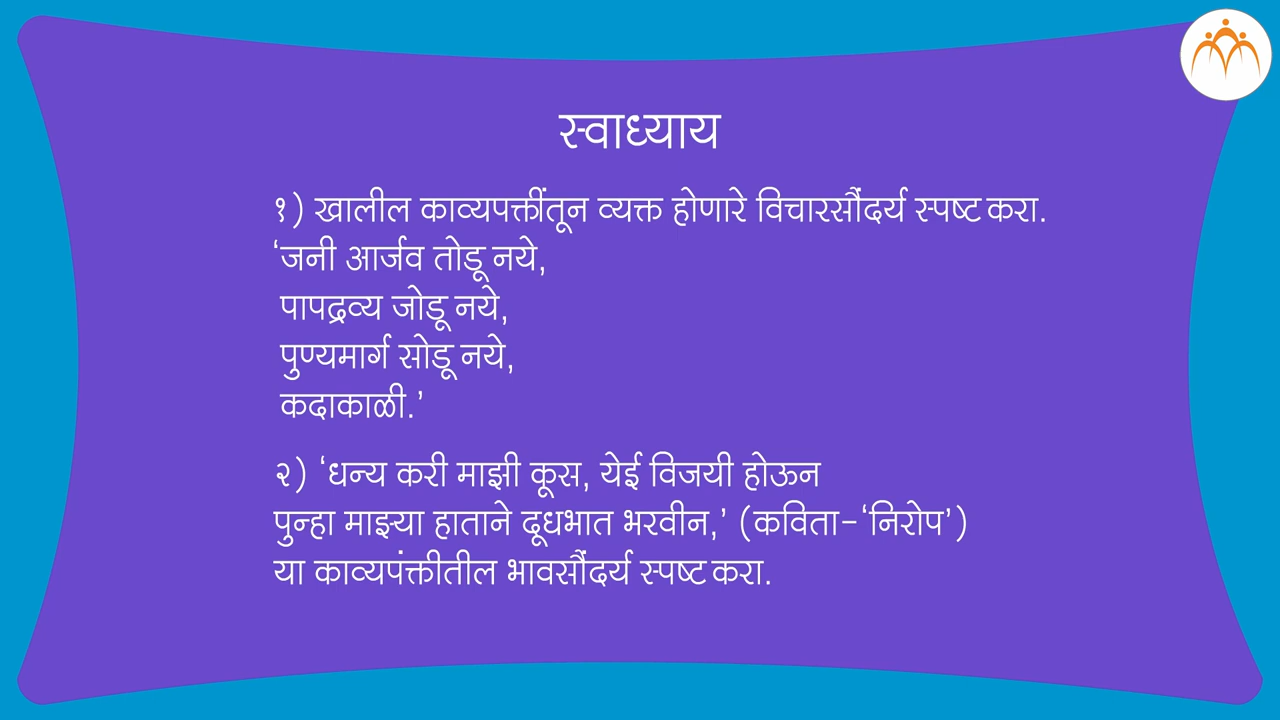 स्वाध्याय
१) खालील काव्यपक्तींतून व्यक्त होणारे विचारसौंदर्य स्पष्ट करा.
‘जनी आर्जव तोडू नये,
पापद्रव्य जोडू नये,
पुण्यमार्ग सोडू नये,
कदाकाळी.’
२) ‘धन्य करी माझी कूस, येई विजयी होऊन
पुन्हा माझ्या हाताने दूधभात भरवीन,’ (कविता-‘निरोप’)
या काव्यपंक्तीतील भावसौंदर्य स्पष्ट करा.